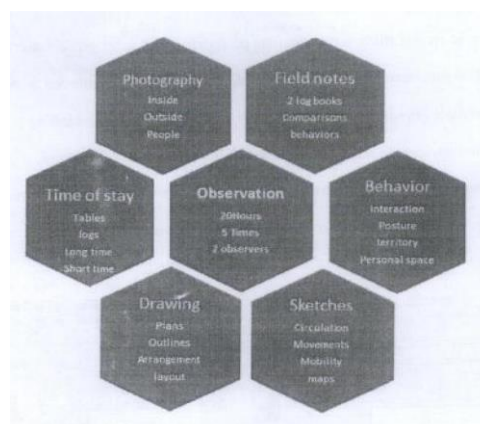 Photography
Inside
Outside
People
Field notes
2 log books
Comparisons
behaviors
Time of stay
Tables
logs
Long time
Short time
Observation
20Hours
5 Times
2 observers
Behavior
Interaction
Posture
territory
Personal space
Drawing
Plans
Outlines
Arrangement
layout
Sketches
Circulation
Movements
Mobility
maps